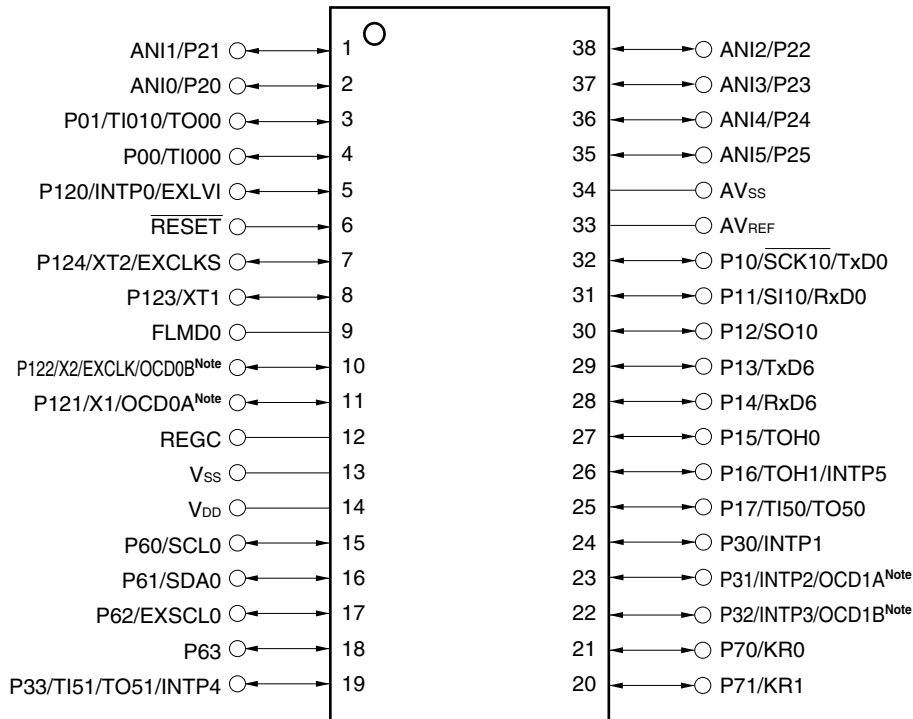 ANI1/P21 1 38 ANI2/P22
ANI0/P20 2 37 ANI3/P23
P01/TI010/TO00 3 36 ANI4/P24
P00/TI000 4 35 ANI5/P25
P120/INTP0/EXLVI 5 34 AVss
RESET 6 33 AVREF
P124/XT2/EXCLKS 7 32 P10/SCK10/TxD0
P123/XT1 8 31 P11/SI10/RxD0
FLMD0 9 30 P12/SO10
P122/X2/EXCLK/OCD0BNote 10 29 P13/TxD6
P121/X1/OCD0ANote 11 28 P14/RxD6
REGC 12 27 P15/TOH0
Vss 13 26 P16/TOH1/INTP5
VDD 14 25 P17/TI50/TO50
P60/SCL0 15 24 P30/INTP1
P61/SDA0 16 23 P31/INTP2/OCD1ANote
P62/EXSCL0 17 22 P32/INTP3/OCD1BNote
P63 18 21 P70/KR0
P33/TI51/TO51/INTP4 19 20 P71/KR1